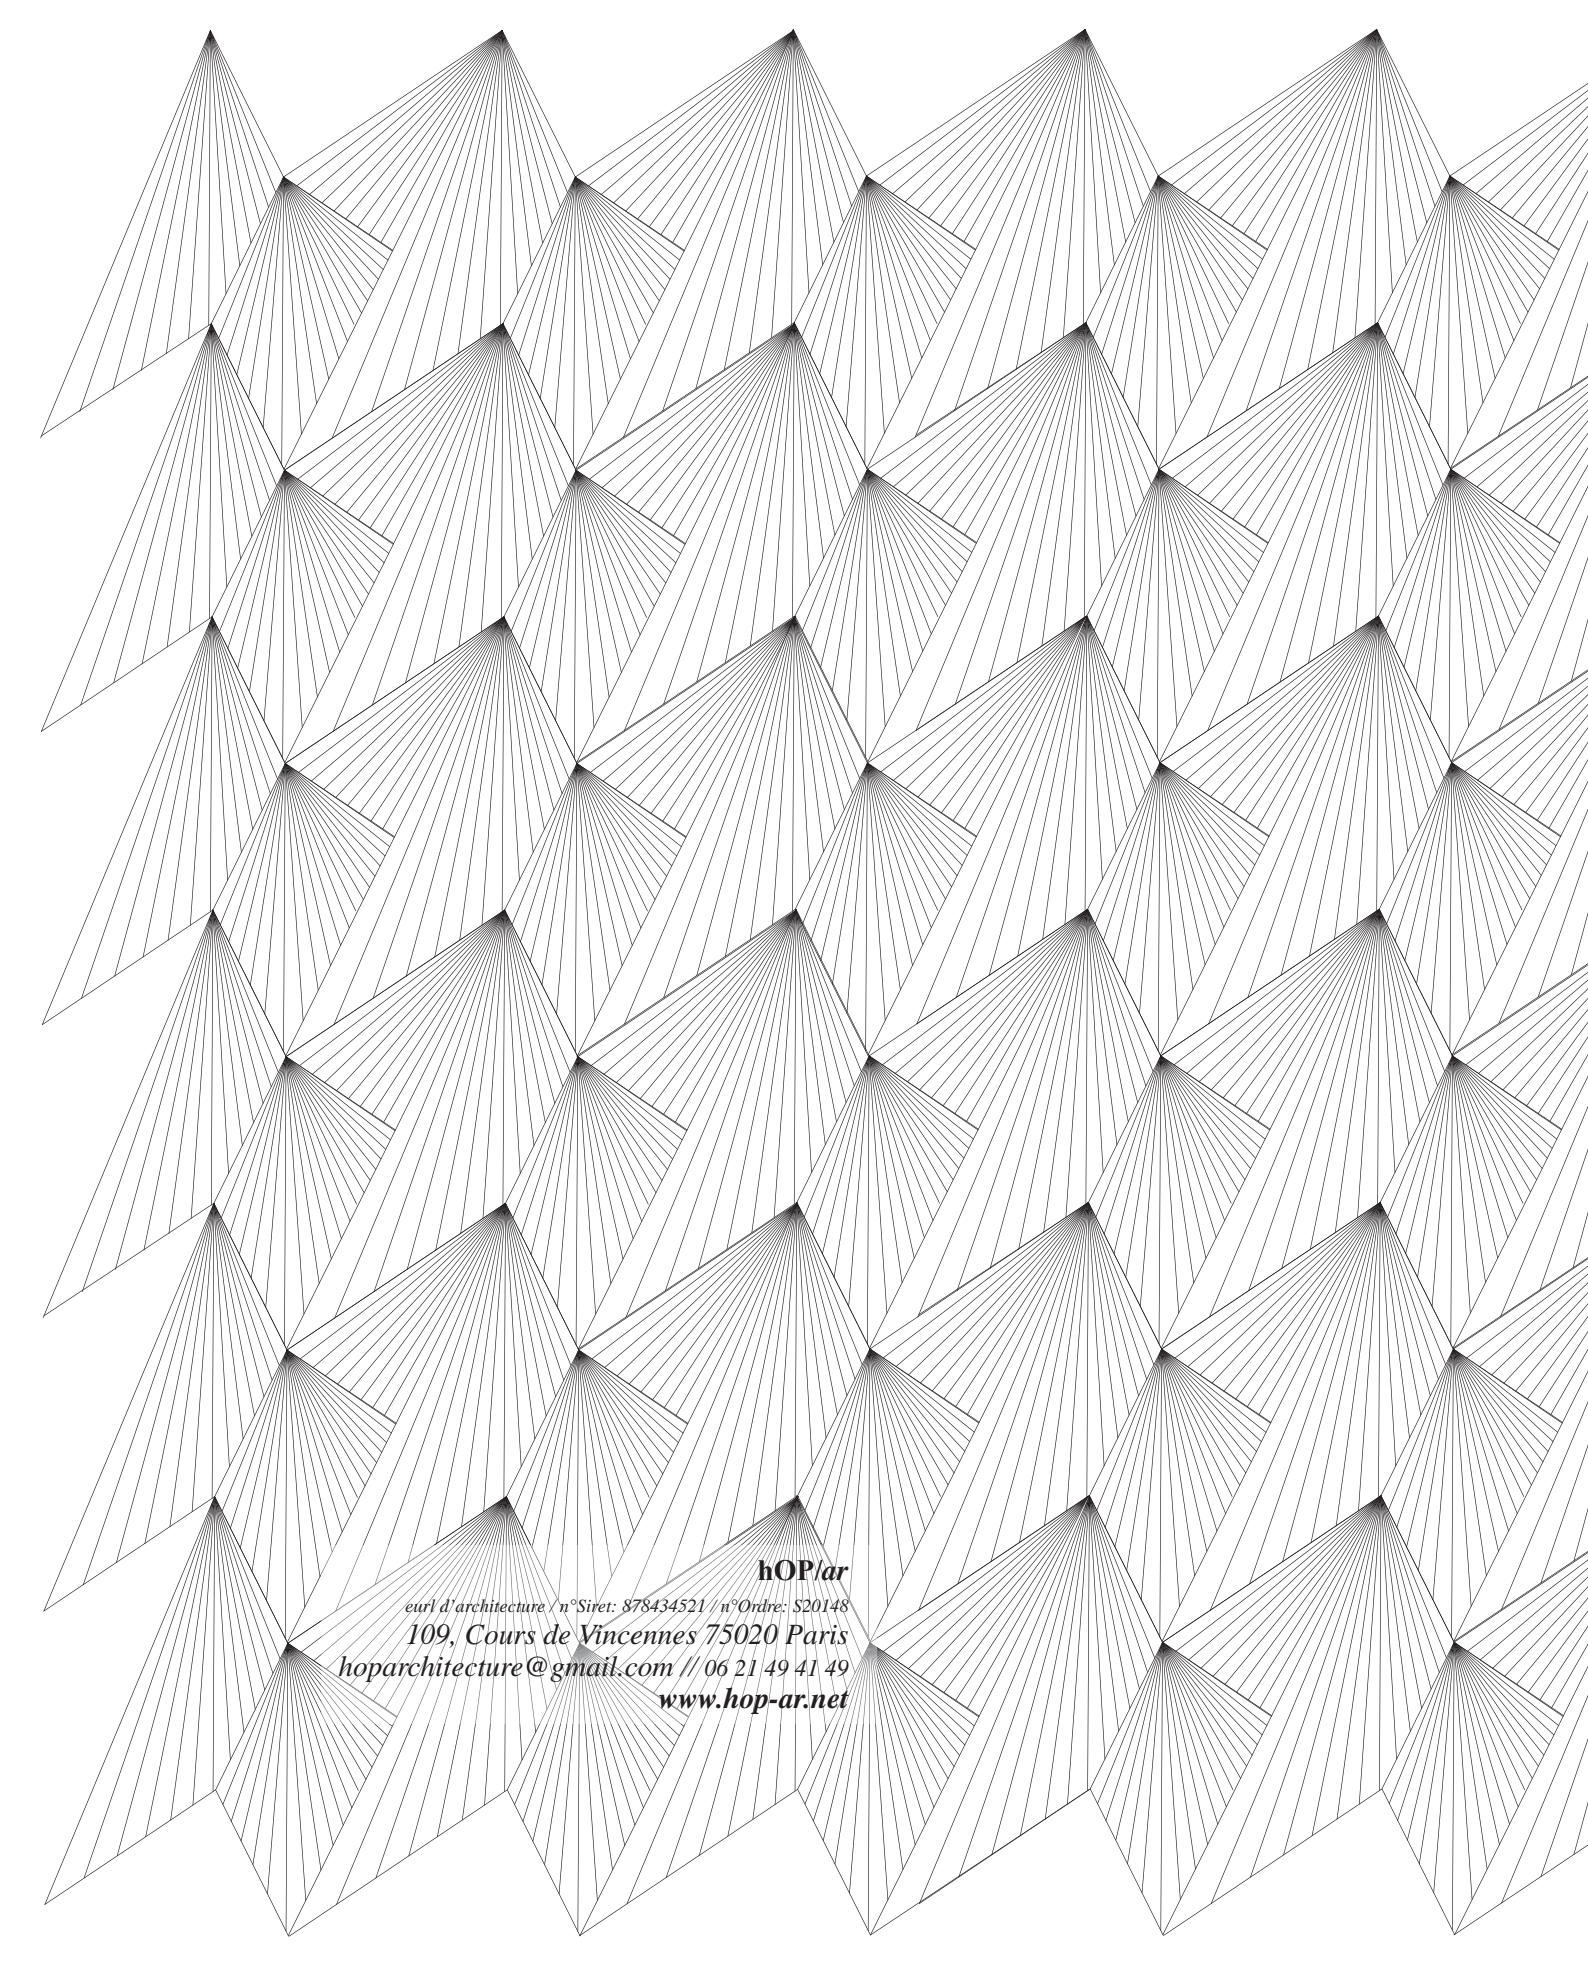 hOP/ar
eurl d'architecture / n°Siret: 878434521 / n°Ordre: S20148
109, Cours de Vincennes 75020 Paris
hoparchitecture@gmail.com // 06 21 49 41 49
www.hop-ar.net